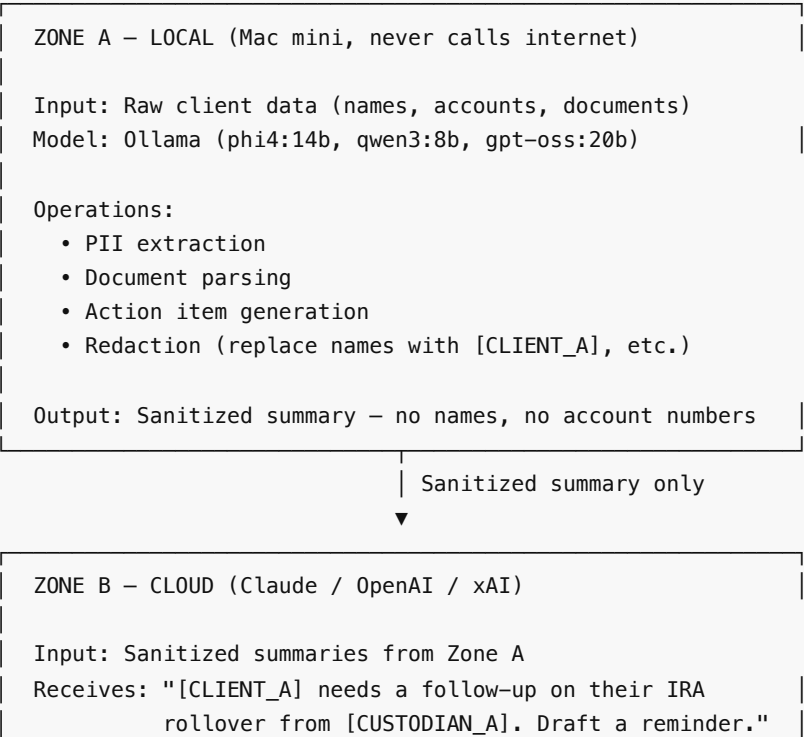 ZONE A — LOCAL (Mac mini, never calls internet)
Input: Raw client data (names, accounts, documents)
Model: Ollama (phi4:14b, qwen3:8b, gpt-oss:20b)
Operations:
• PII extraction
• Document parsing
• Action item generation
• Redaction (replace names with [CLIENT_A], etc.)
Output: Sanitized summary — no names, no account numbers
Sanitized summary only
▼
ZONE B — CLOUD (Claude / OpenAI / xAI)
Input: Sanitized summaries from Zone A
Receives: "[CLIENT_A] needs a follow-up on their IRA
rollover from [CUSTODIAN_A]. Draft a reminder."